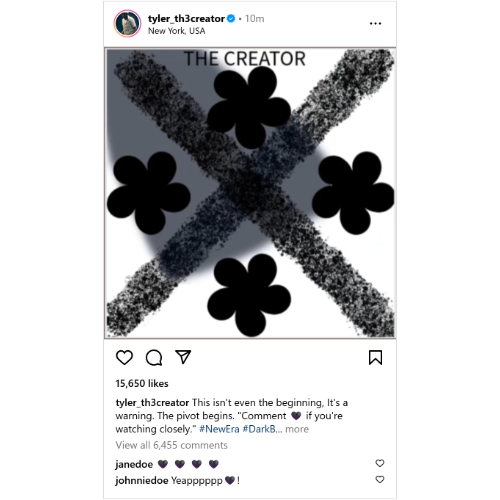 tyler_th3creator • 10m
New York, USA
THE CREATOR
15,650 likes
tyler_th3creator This isn't even the beginning, It's a
warning. The pivot begins. "Comment 🖤 if you're
watching closely." #NewEra #DarkB... more
View all 6,455 comments
janedoe 🖤 🖤 🖤 🖤
johnniedoe Yeapppppp🖤!